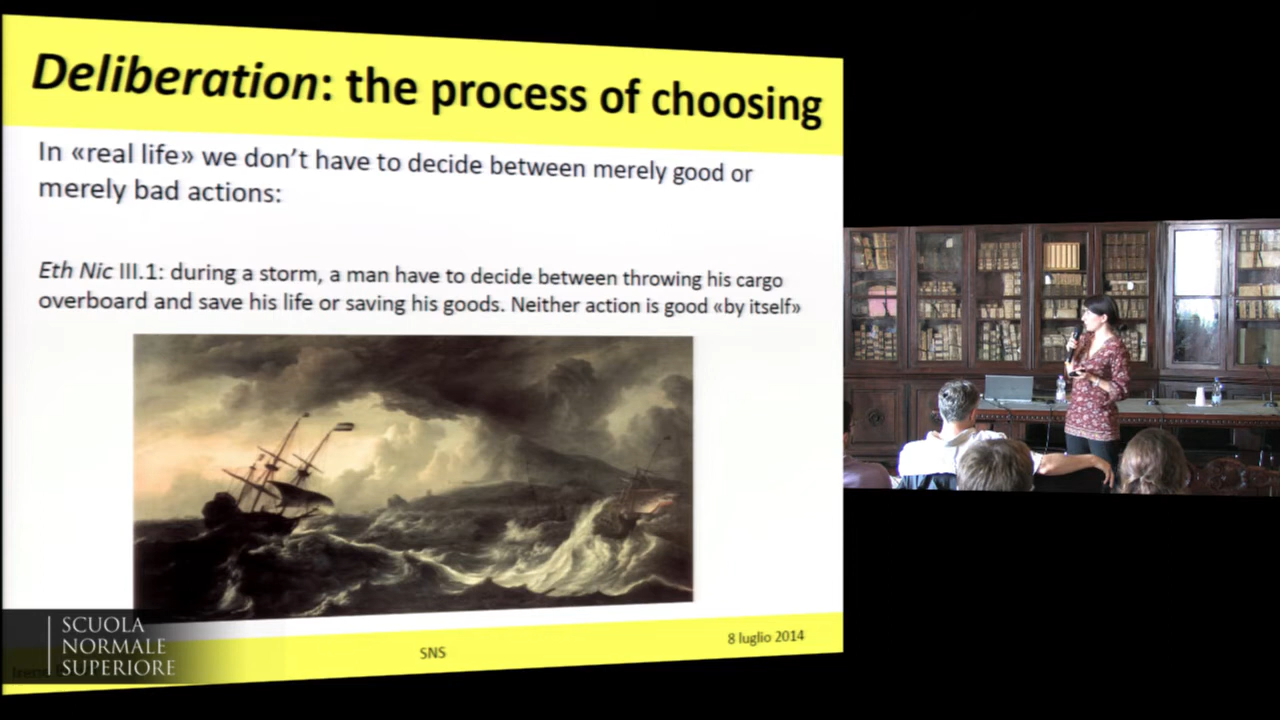 Deliberation: the process of choosing
In «real life» we don't have to decide between merely good or
merely bad actions:
Eth Nic III.1: during a storm, a man have to decide between throwing his cargo
overboard and save his life or saving his goods. Neither action is good «by itself»
SCUOLA
NORMALE
SUPERIORE
SNS
8 luglio 2014